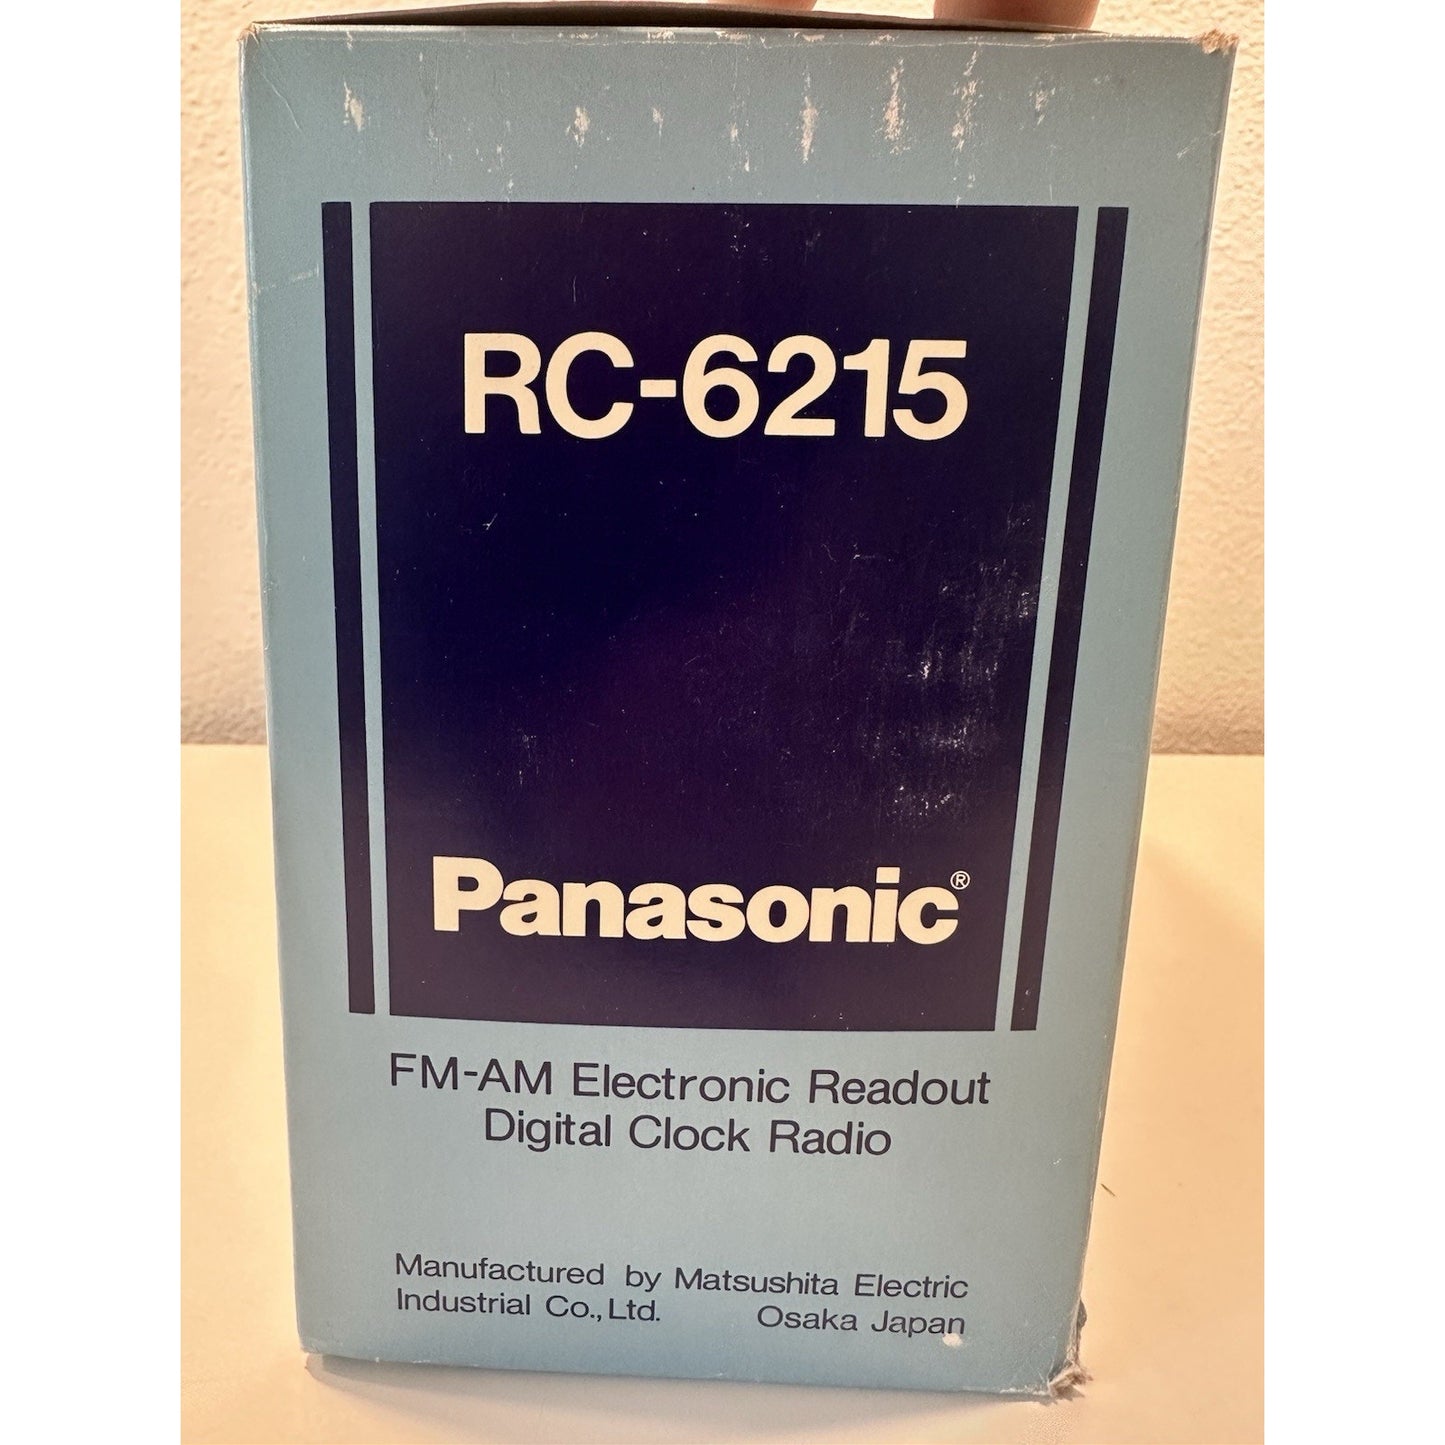 RC-6215
Panasonic®
FM-AM Electronic Readout
Digital Clock Radio
Manufactured by Matsushita Electric
Industrial Co., Ltd. Osaka Japan